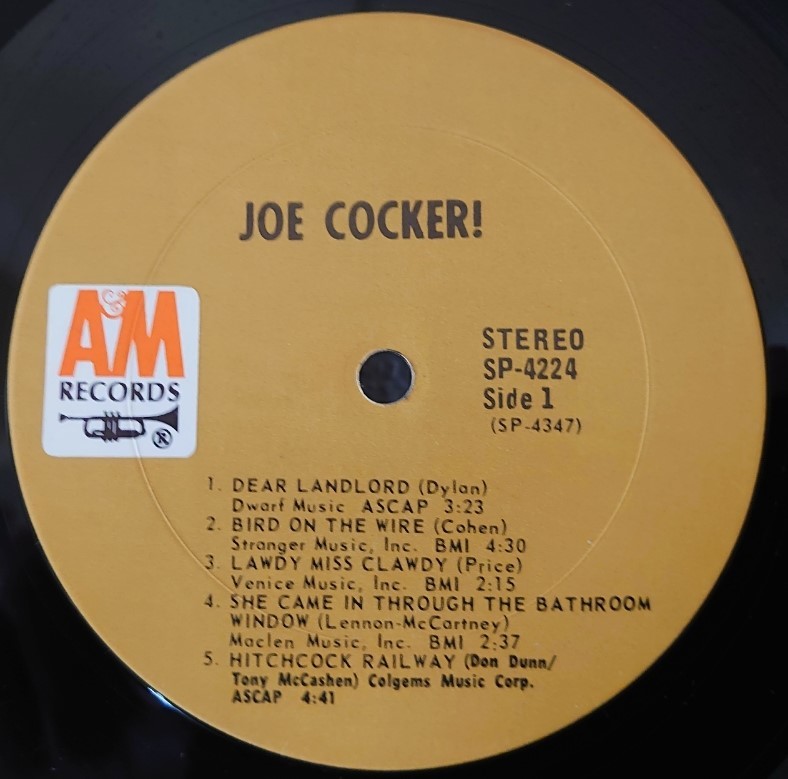 JOE COCKER!
A&M
RECORDS
®
STEREO
SP-4224
Side 1
(SP-4347)
1. DEAR LANDLORD (Dylan)
Dwarf Music ASCAP 3:23
2. BIRD ON THE WIRE (Cohen)
Stranger Music, Inc. BMI 4:30
3. LAWDY MISS CLAWDY (Price)
Venice Music, Inc. BMI 2:15
4. SHE CAME IN THROUGH THE BATHROOM
WINDOW (Lennon-McCartney)
Maclen Music, Inc. BMI 2:37
5. HITCHCOCK RAILWAY (Don Dunn/
Tony McCashen) Colgems Music Corp.
ASCAP 4:41